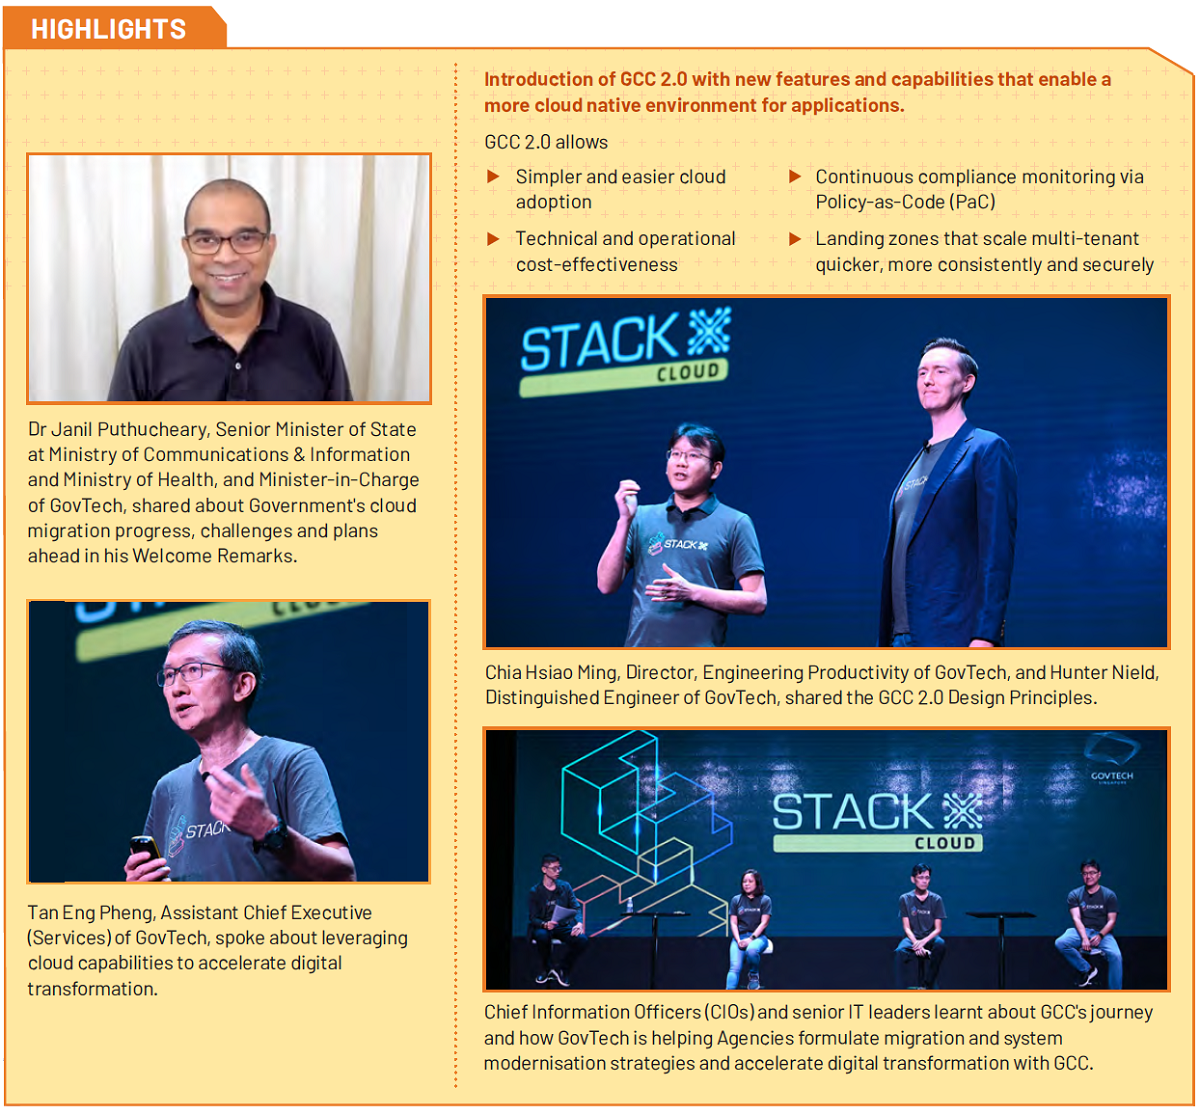 HIGHLIGHTS
Dr Janil Puthucheary, Senior Minister of State
at Ministry of Communications & Information
and Ministry of Health, and Minister-in-Charge
of GovTech, shared about Government's cloud
migration progress, challenges and plans
ahead in his Welcome Remarks.
CLOUD
STACK
Tan Eng Pheng, Assistant Chief Executive
(Services) of GovTech, spoke about leveraging
cloud capabilities to accelerate digital
transformation.
Introduction of GCC 2.0 with new features and capabilities that enable a
more cloud native environment for applications.
GCC 2.0 allows
Simpler and easier cloud
adoption
Technical and operational
cost-effectiveness
Continuous compliance monitoring via
Policy-as-Code (PaC)
Landing zones that scale multi-tenant
quicker, more consistently and securely
STACK X
CLOUD
STACK X
STACK
Chia Hsiao Ming, Director, Engineering Productivity of GovTech, and Hunter Nield,
Distinguished Engineer of GovTech, shared the GCC 2.0 Design Principles.
GOVTECH
SINGAPORE
STACK X
CLOUD
Chief Information Officers (CIOs) and senior IT leaders learnt about GCC's journey
and how GovTech is helping Agencies formulate migration and system
modernisation strategies and accelerate digital transformation with GCC.